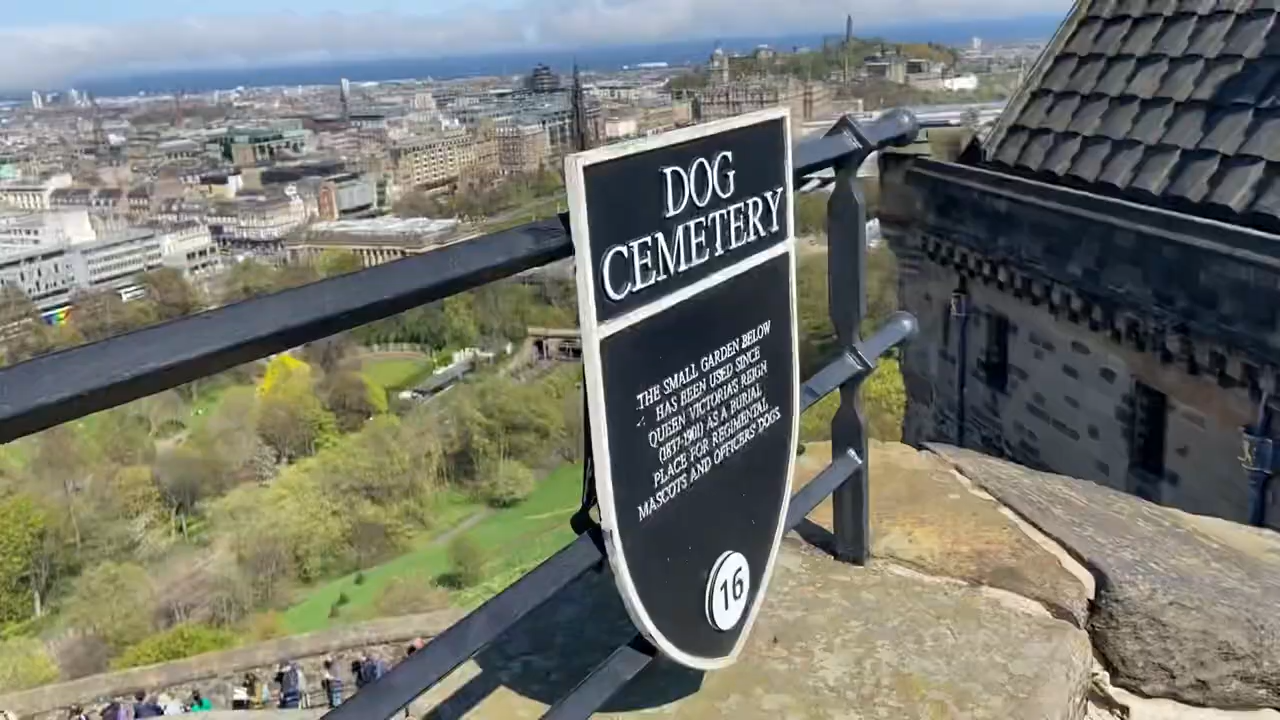 DOG
CEMETERY
THE SMALL GARDEN BELOW
HAS BEEN USED SINCE
QUEEN VICTORIA'S REIGN
(1837-1901) AS A BURIAL
PLACE FOR REGIMENTAL
MASCOTS AND OFFICERS' DOGS.
16